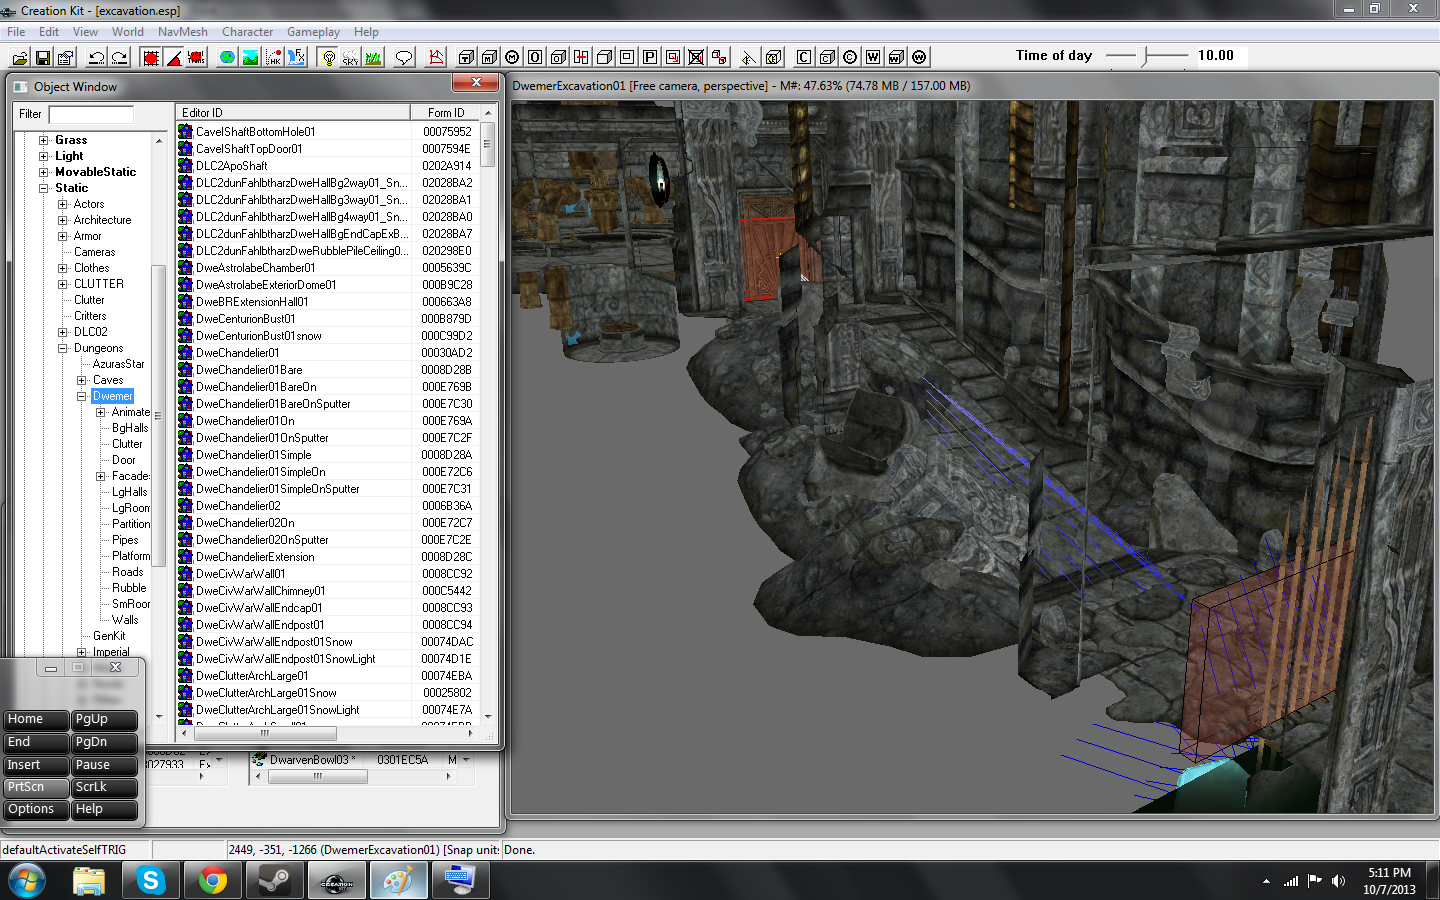 Creation Kit - [excavation.esp]
File Edit View World NavMesh Character Gameplay Help
Time of day 10.00
Object Window
Filter
Grass
Light
MovableStatic
Static
Actors
Architecture
Armor
Cameras
Clothes
CLUTTER
Clutter
Critters
DLC02
Dungeons
AzurasStar
Caves
Dwemer
Animate
BgHalls
Clutter
Door
Facade
LgHalls
LgRoom
Partition
Pipes
Platform
Roads
Rubble
SmRoor
Walls
GenKit
Imperial
Editor ID Form ID
CaveIShaftBottomHole01 00075952
CaveIShaftTopDoor01 0007594E
DLC2ApoShaft 0202A914
DLC2dunFahlbtharzDweHallBg2way01_Sn... 02028BA2
DLC2dunFahlbtharzDweHallBg3way01_Sn... 02028BA1
DLC2dunFahlbtharzDweHallBg4way01_Sn... 02028BA0
DLC2dunFahlbtharzDweHallBgEndCapExB... 02028BA7
DLC2dunFahlbtharzDweRubblePileCeiling0... 020298E0
DweAstrolabeChamber01 0005639C
DweAstrolabeExteriorDome01 000B9C28
DweBRExtensionHall01 000663A8
DweCenturionBust01 000B879D
DweCenturionBust01snow 000C99D2
DweChandelier01 00030AD2
DweChandelier01Bare 0008D28B
DweChandelier01BareOn 000E769B
DweChandelier01BareOnSputter 000E7C30
DweChandelier01On 000E769A
DweChandelier01OnSputter 000E7C2F
DweChandelier01Simple 0008D28A
DweChandelier01SimpleOn 000E72C6
DweChandelier01SimpleOnSputter 000E7C31
DweChandelier02 0006B36A
DweChandelier02On 000E72C7
DweChandelier02OnSputter 000E7C2E
DweChandelierExtension 0008D28C
DweCivWarWall01 0008CC92
DweCivWarWallChimney01 000C5442
DweCivWarWallEndcap01 0008CC93
DweCivWarWallEndpost01 0008CC94
DweCivWarWallEndpost01Snow 00074DAC
DweCivWarWallEndpost01SnowLight 00074D1E
DweClutterArchLarge01 00074EBA
DweClutterArchLarge01Snow 00025802
DweClutterArchLarge01SnowLight 00074E7A
DwemerExcavation01 [Free camera, perspective] - M#: 47.63% (74.78 MB / 157.00 MB)
DwarvenBowl03 * 0301EC5A M
Home PgUp
End PgDn
Insert Pause
PrtScn ScrLk
Options Help
defaultActivateSelfTRIG
2449, -351, -1266 (DwemerExcavation01) [Snap units
Done.
CREATION
5:11 PM
10/7/2013